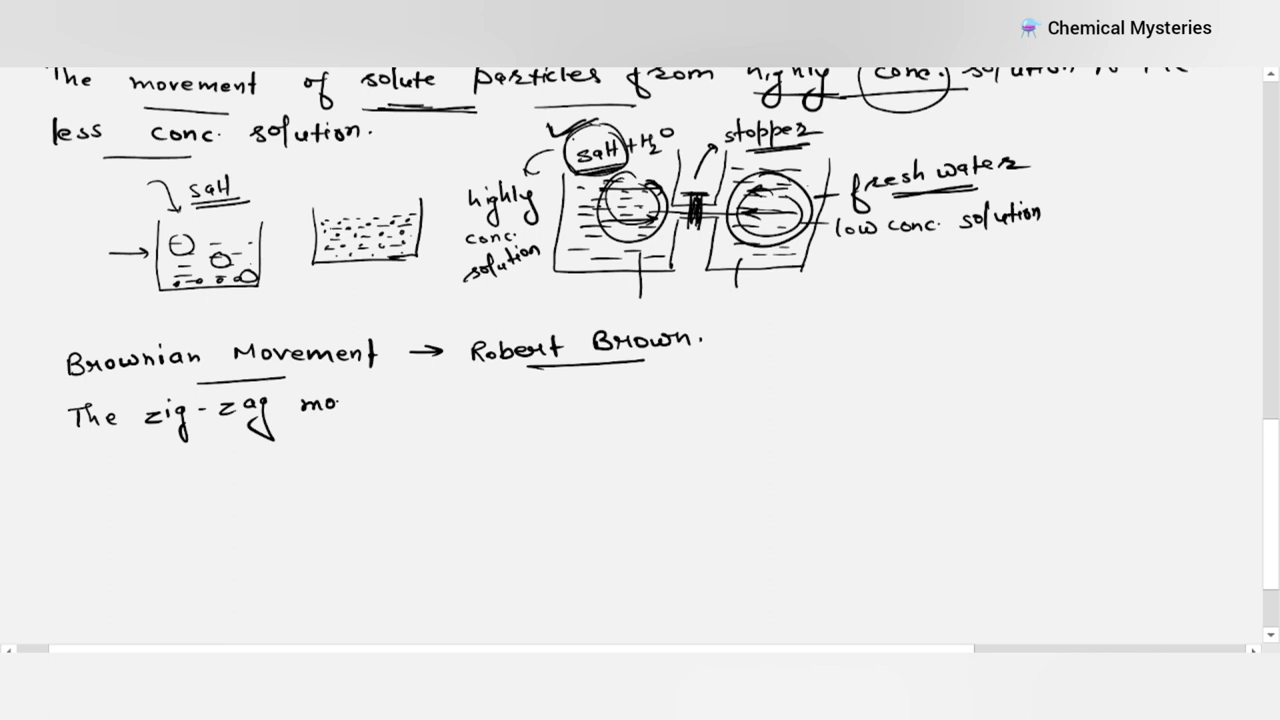 Chemical Mysteries
The movement of solute particles from highly conc. solution to the
less conc. solution.
salt
salt + H2O
stopper
highly
conc.
solution
fresh water
low conc. solution
Brownian Movement → Robert Brown.
The zig-zag mo